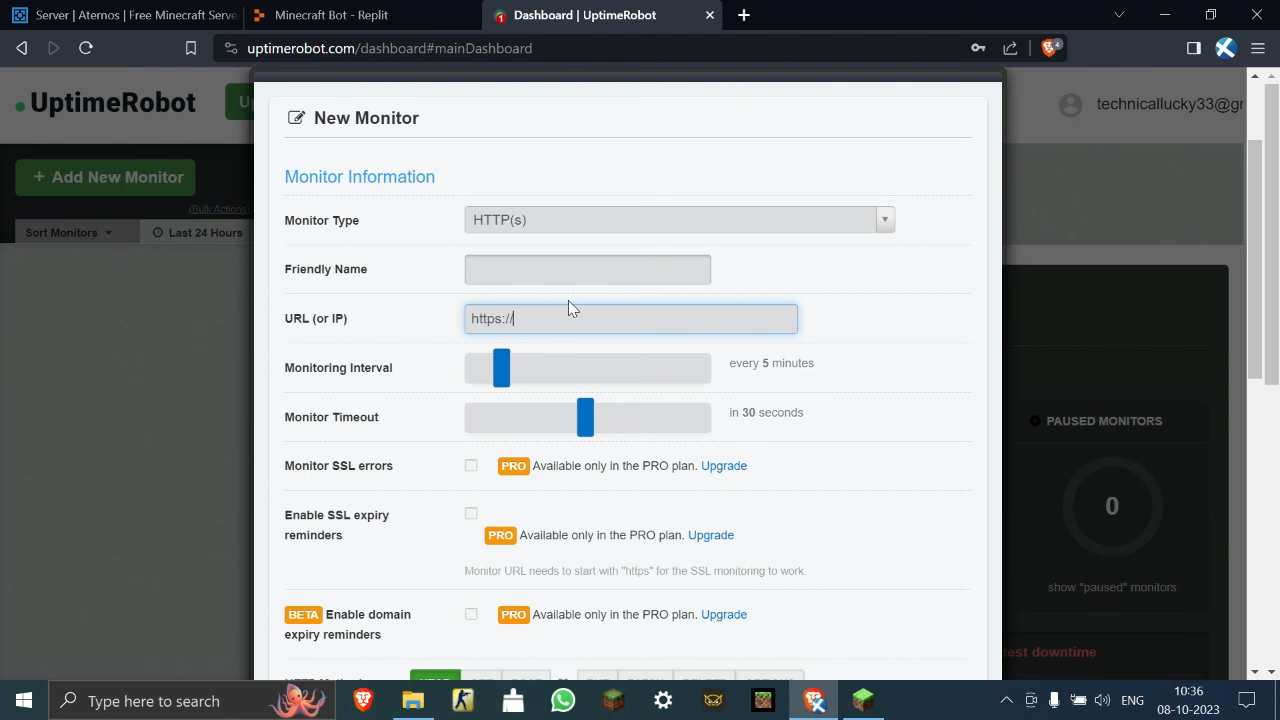 Server | Aternos | Free Minecraft Serve
Minecraft Bot - Replit
Dashboard | UptimeRobot
uptimerobot.com/dashboard#mainDashboard
4
UptimeRobot
technicallucky33@gr
New Monitor
+ Add New Monitor
Monitor Information
(Bulk Actions)
Monitor Type
HTTP(s)
Sort Monitors
Last 24 Hours
Friendly Name
URL (or IP)
https://
Monitoring Interval
every 5 minutes
Monitor Timeout
in 30 seconds
PAUSED MONITORS
Monitor SSL errors
PRO Available only in the PRO plan. Upgrade
0
Enable SSL expiry
reminders
PRO Available only in the PRO plan. Upgrade
Monitor URL needs to start with "https" for the SSL monitoring to work.
show "paused" monitors
BETA Enable domain
expiry reminders
PRO Available only in the PRO plan. Upgrade
test downtime
Type here to search
ENG
10:36
08-10-2023